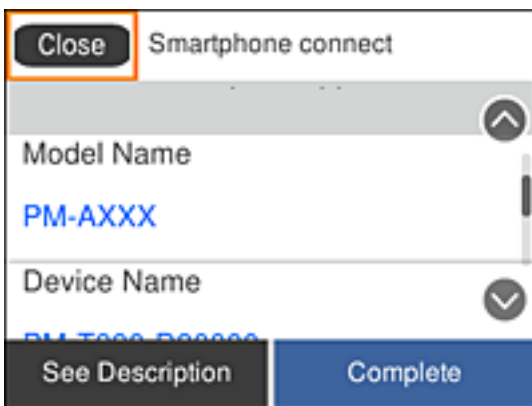 Close
Smartphone connect
Model Name
PM-AXXX
Device Name
See Description
Complete